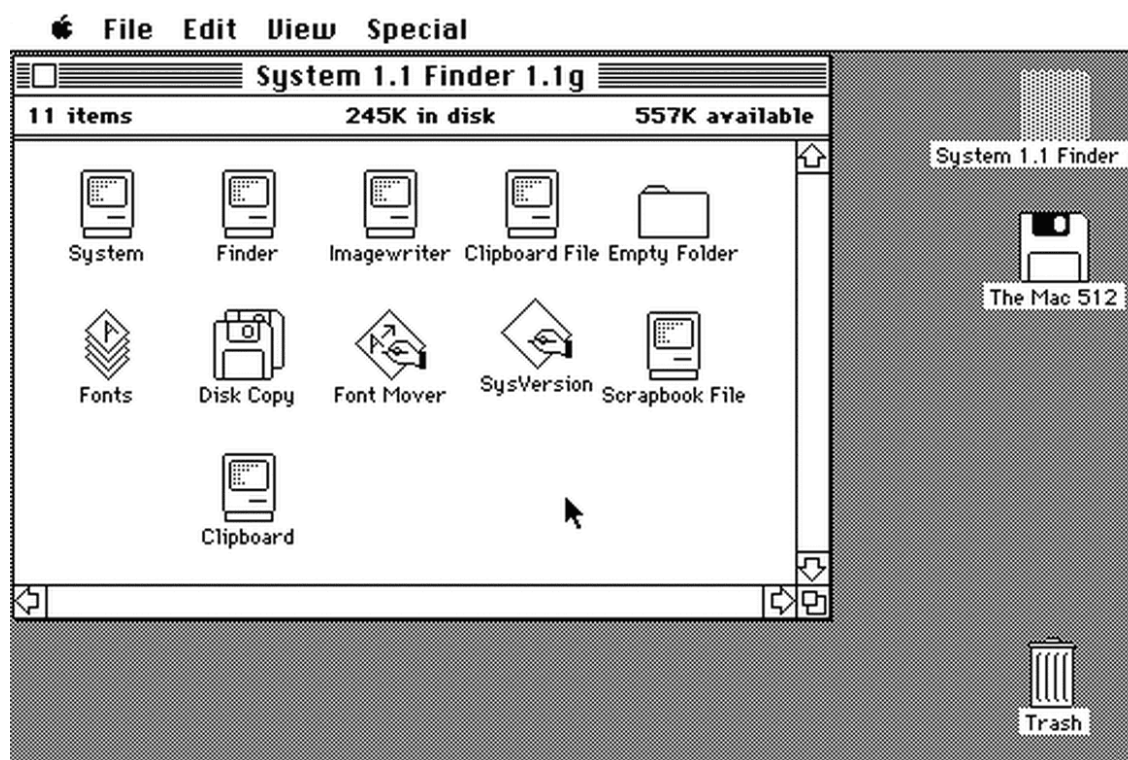 File Edit View Special
System 1.1 Finder 1.1g
11 items 245K in disk 557K available
System 1.1 Finder
System Finder Imagewriter Clipboard File Empty Folder
The Mac 512
Fonts Disk Copy Font Mover SysVersion Scrapbook File
Clipboard
Trash